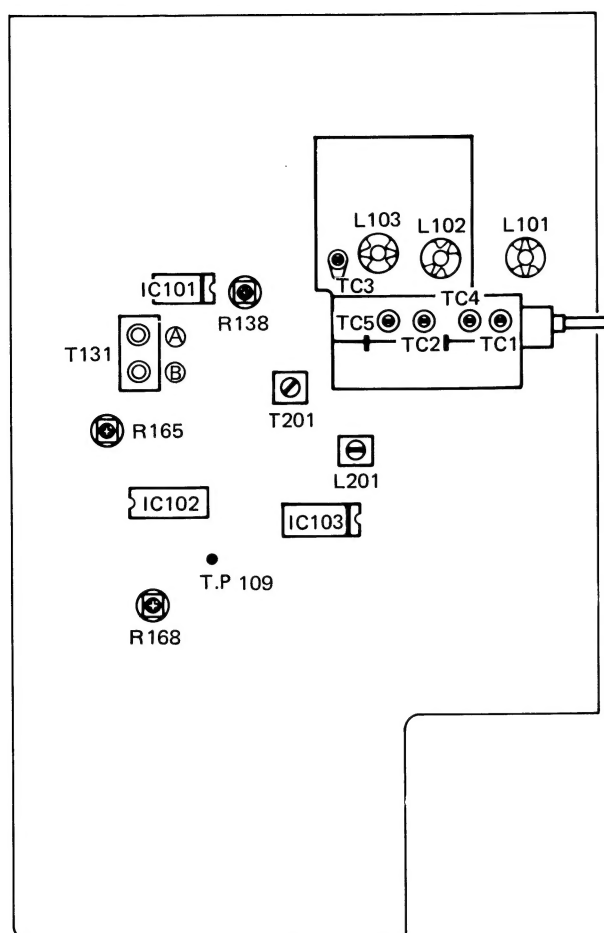 L103
L102
L101
TC3
TC4
IC101
R138
TC5
TC2
TC1
T131
A
B
T201
R165
L201
IC102
IC103
T.P 109
R168